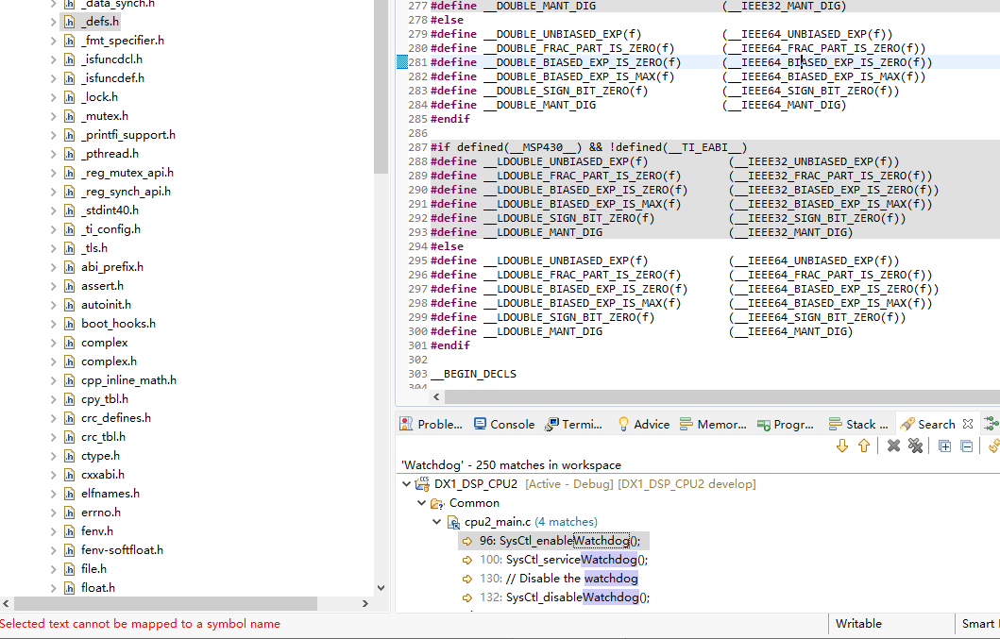 _data_synch.h
_defs.h
_fmt_specifier.h
_isfuncdcl.h
_isfuncdef.h
_lock.h
_mutex.h
_printfi_support.h
_pthread.h
_reg_mutex_api.h
_reg_synch_api.h
_stdint40.h
_ti_config.h
_tls.h
abi_prefix.h
assert.h
autoinit.h
boot_hooks.h
complex
complex.h
cpp_inline_math.h
cpy_tbl.h
crc_defines.h
crc_tbl.h
ctype.h
cxxabi.h
elfnames.h
errno.h
fenv.h
fenv-softfloat.h
file.h
float.h
277 #define __DOUBLE_MANT_DIG (__IEEE32_MANT_DIG)
278 #else
279 #define __DOUBLE_UNBIASED_EXP(f) (__IEEE64_UNBIASED_EXP(f))
280 #define __DOUBLE_FRAC_PART_IS_ZERO(f) (__IEEE64_FRAC_PART_IS_ZERO(f))
281 #define __DOUBLE_BIASED_EXP_IS_ZERO(f) (__IEEE64_BIASED_EXP_IS_ZERO(f))
282 #define __DOUBLE_BIASED_EXP_IS_MAX(f) (__IEEE64_BIASED_EXP_IS_MAX(f))
283 #define __DOUBLE_SIGN_BIT_ZERO(f) (__IEEE64_SIGN_BIT_ZERO(f))
284 #define __DOUBLE_MANT_DIG (__IEEE64_MANT_DIG)
285 #endif
286
287 #if defined(__MSP430__) && !defined(__TI_EABI__)
288 #define __LDOUBLE_UNBIASED_EXP(f) (__IEEE32_UNBIASED_EXP(f))
289 #define __LDOUBLE_FRAC_PART_IS_ZERO(f) (__IEEE32_FRAC_PART_IS_ZERO(f))
290 #define __LDOUBLE_BIASED_EXP_IS_ZERO(f) (__IEEE32_BIASED_EXP_IS_ZERO(f))
291 #define __LDOUBLE_BIASED_EXP_IS_MAX(f) (__IEEE32_BIASED_EXP_IS_MAX(f))
292 #define __LDOUBLE_SIGN_BIT_ZERO(f) (__IEEE32_SIGN_BIT_ZERO(f))
293 #define __LDOUBLE_MANT_DIG (__IEEE32_MANT_DIG)
294 #else
295 #define __LDOUBLE_UNBIASED_EXP(f) (__IEEE64_UNBIASED_EXP(f))
296 #define __LDOUBLE_FRAC_PART_IS_ZERO(f) (__IEEE64_FRAC_PART_IS_ZERO(f))
297 #define __LDOUBLE_BIASED_EXP_IS_ZERO(f) (__IEEE64_BIASED_EXP_IS_ZERO(f))
298 #define __LDOUBLE_BIASED_EXP_IS_MAX(f) (__IEEE64_BIASED_EXP_IS_MAX(f))
299 #define __LDOUBLE_SIGN_BIT_ZERO(f) (__IEEE64_SIGN_BIT_ZERO(f))
300 #define __LDOUBLE_MANT_DIG (__IEEE64_MANT_DIG)
301 #endif
302
303 __BEGIN_DECLS
304
Proble... Console Termi... Advice Memor... Progr... Stack ... Search
'Watchdog' - 250 matches in workspace
DX1_DSP_CPU2 [Active - Debug] [DX1_DSP_CPU2 develop]
Common
cpu2_main.c (4 matches)
96: SysCtl_enableWatchdog();
100: SysCtl_serviceWatchdog();
130: // Disable the watchdog
132: SysCtl_disableWatchdog();
Selected text cannot be mapped to a symbol name
Writable
Smart